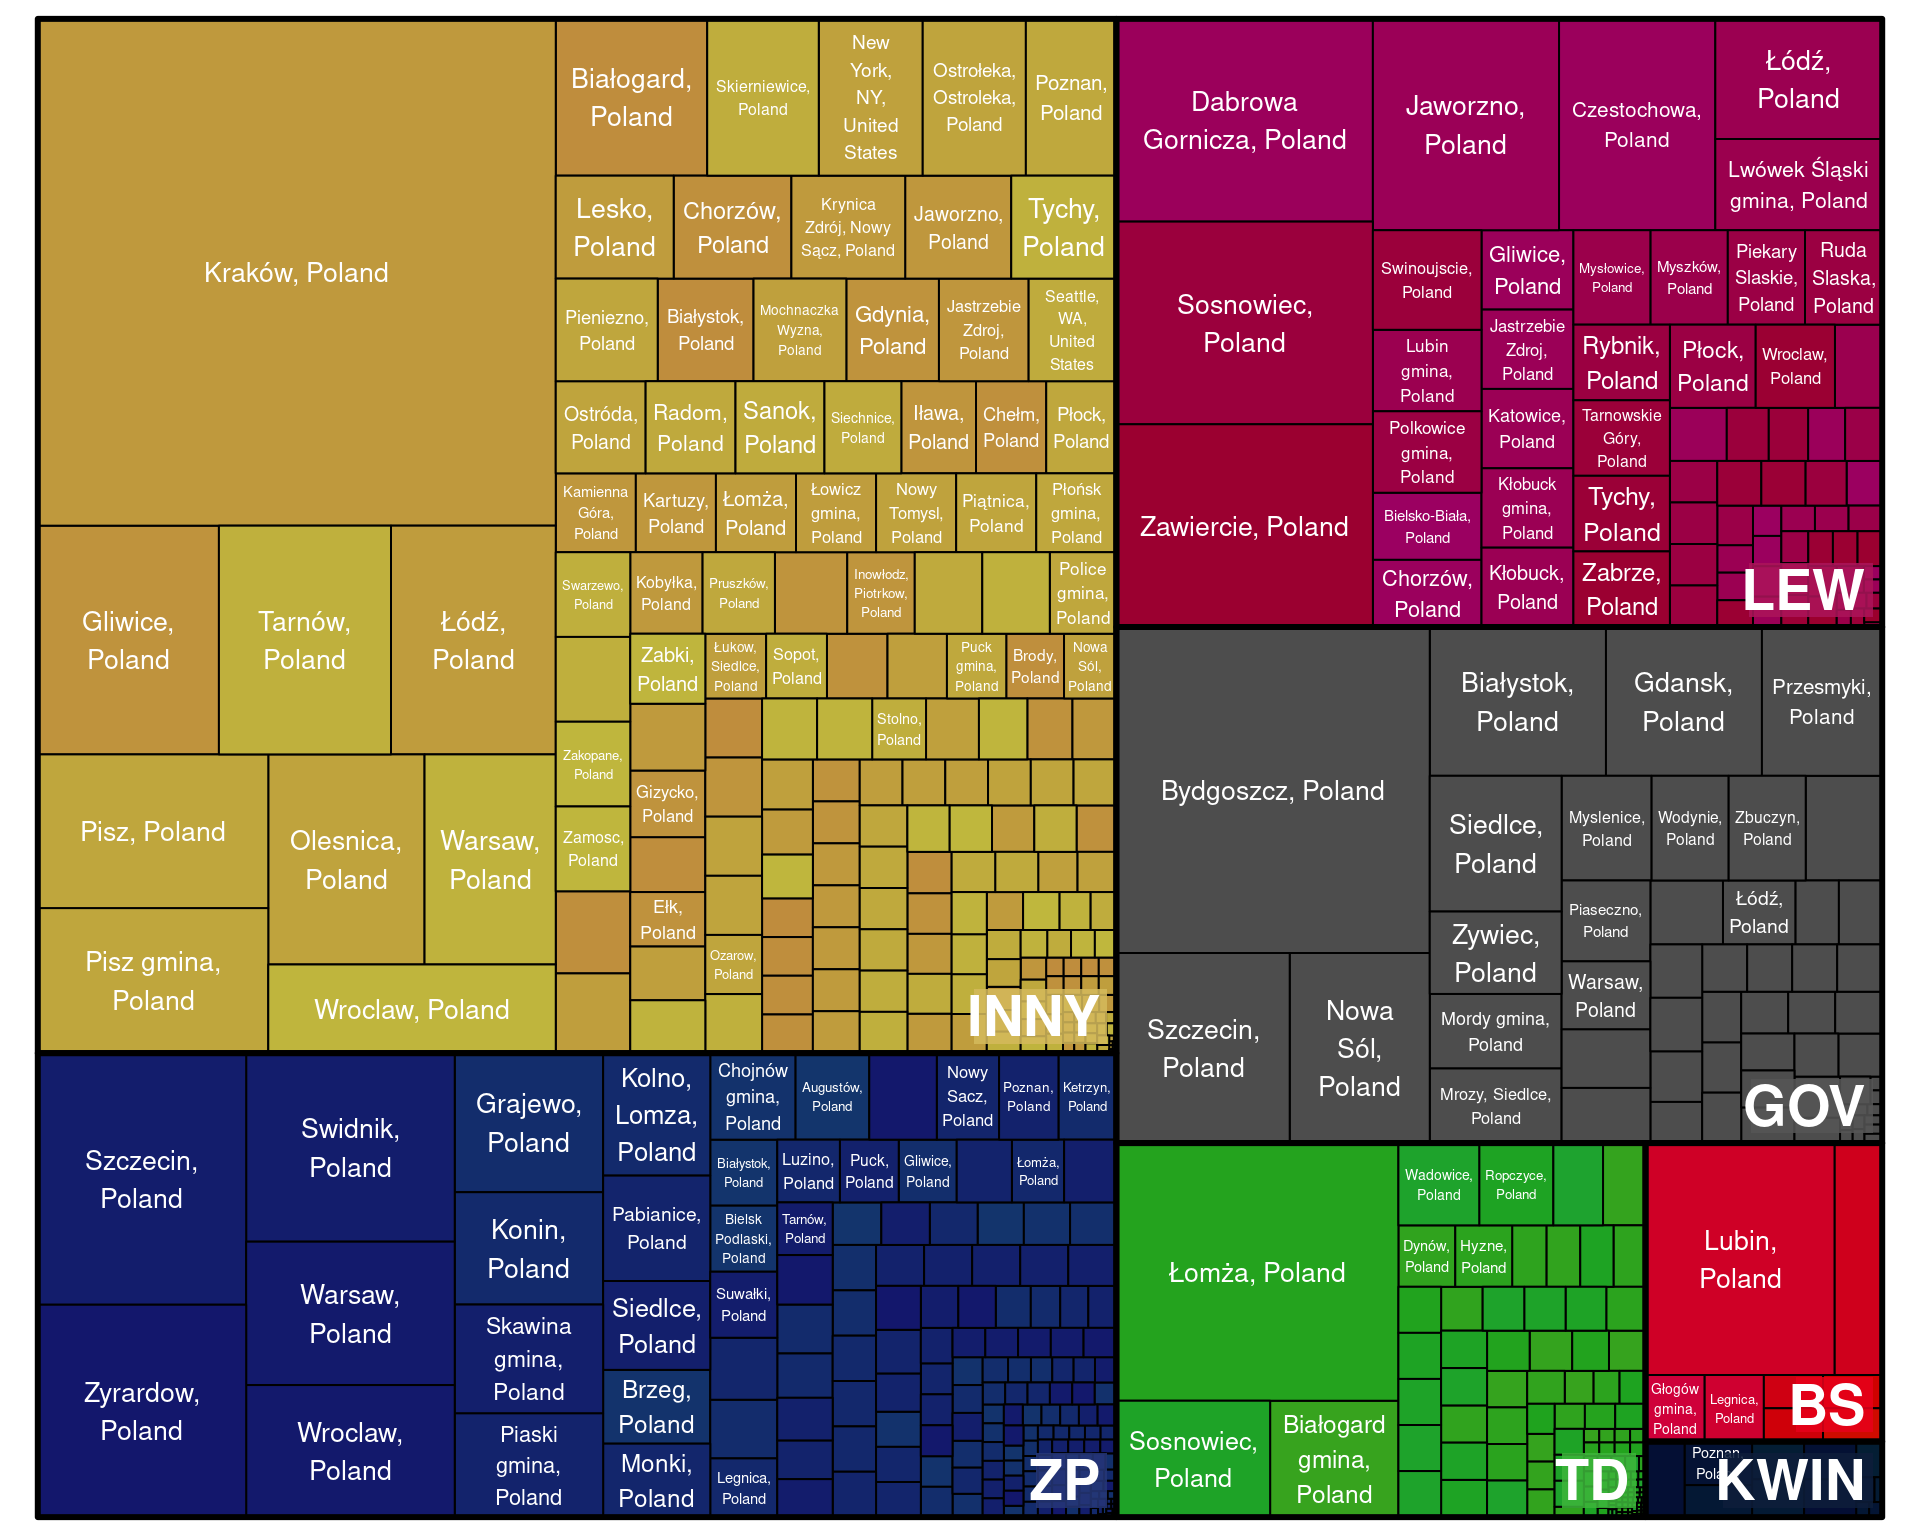 Kraków, Poland
Gliwice,
Poland
Tarnów,
Poland
Łódź,
Poland
Pisz, Poland
Pisz gmina,
Poland
Olesnica,
Poland
Warsaw,
Poland
Wroclaw, Poland
Białogard,
Poland
Skierniewice,
Poland
New
York,
NY,
United
States
Ostrołeka,
Ostroleka,
Poland
Poznan,
Poland
Lesko,
Poland
Chorzów,
Poland
Krynica
Zdrój, Nowy
Sącz, Poland
Jaworzno,
Poland
Tychy,
Poland
Pieniezno,
Poland
Białystok,
Poland
Mochnaczka
Wyzna,
Poland
Gdynia,
Poland
Jastrzebie
Zdroj,
Poland
Seattle,
WA,
United
States
Ostróda,
Poland
Radom,
Poland
Sanok,
Poland
Siechnice,
Poland
Iława,
Poland
Chełm,
Poland
Płock,
Poland
Kamienna
Góra,
Poland
Kartuzy,
Poland
Łomża,
Poland
Łowicz
gmina,
Poland
Nowy
Tomysl,
Poland
Piątnica,
Poland
Płońsk
gmina,
Poland
Swarzewo,
Poland
Kobyłka,
Poland
Pruszków,
Poland
Inowłodz,
Piotrkow,
Poland
Police
gmina,
Poland
Zabki,
Poland
Łukow,
Siedlce,
Poland
Sopot,
Poland
Puck
gmina,
Poland
Brody,
Poland
Nowa
Sól,
Poland
Zakopane,
Poland
Stolno,
Poland
Gizycko,
Poland
Zamosc,
Poland
Ełk,
Poland
Ozarow,
Poland
INNY
Dabrowa
Gornicza, Poland
Sosnowiec,
Poland
Zawiercie, Poland
Jaworzno,
Poland
Czestochowa,
Poland
Łódź,
Poland
Lwówek Śląski
gmina, Poland
Swinoujscie,
Poland
Lubin
gmina,
Poland
Polkowice
gmina,
Poland
Bielsko-Biała,
Poland
Chorzów,
Poland
Gliwice,
Poland
Jastrzebie
Zdroj,
Poland
Katowice,
Poland
Kłobuck
gmina,
Poland
Kłobuck,
Poland
Mysłowice,
Poland
Myszków,
Poland
Piekary
Slaskie,
Poland
Ruda
Slaska,
Poland
Rybnik,
Poland
Tarnowskie
Góry,
Poland
Tychy,
Poland
Zabrze,
Poland
Płock,
Poland
Wroclaw,
Poland
LEW
Bydgoszcz, Poland
Szczecin,
Poland
Nowa
Sól,
Poland
Białystok,
Poland
Gdansk,
Poland
Przesmyki,
Poland
Siedlce,
Poland
Zywiec,
Poland
Mordy gmina,
Poland
Mrozy, Siedlce,
Poland
Myslenice,
Poland
Wodynie,
Poland
Zbuczyn,
Poland
Piaseczno,
Poland
Łódź,
Poland
Warsaw,
Poland
GOV
Szczecin,
Poland
Zyrardow,
Poland
Swidnik,
Poland
Warsaw,
Poland
Wroclaw,
Poland
Grajewo,
Poland
Konin,
Poland
Skawina
gmina,
Poland
Piaski
gmina,
Poland
Kolno,
Lomza,
Poland
Pabianice,
Poland
Siedlce,
Poland
Brzeg,
Poland
Monki,
Poland
Chojnów
gmina,
Poland
Augustów,
Poland
Nowy
Sacz,
Poland
Poznan,
Poland
Ketrzyn,
Poland
Białystok,
Poland
Luzino,
Poland
Puck,
Poland
Gliwice,
Poland
Łomża,
Poland
Bielsk
Podlaski,
Poland
Tarnów,
Poland
Suwałki,
Poland
Legnica,
Poland
ZP
Łomża, Poland
Sosnowiec,
Poland
Białogard
gmina,
Poland
Wadowice,
Poland
Ropczyce,
Poland
Dynów,
Poland
Hyzne,
Poland
TD
Lubin,
Poland
Głogów
gmina,
Poland
Legnica,
Poland
BS
Poznan,
KWIN